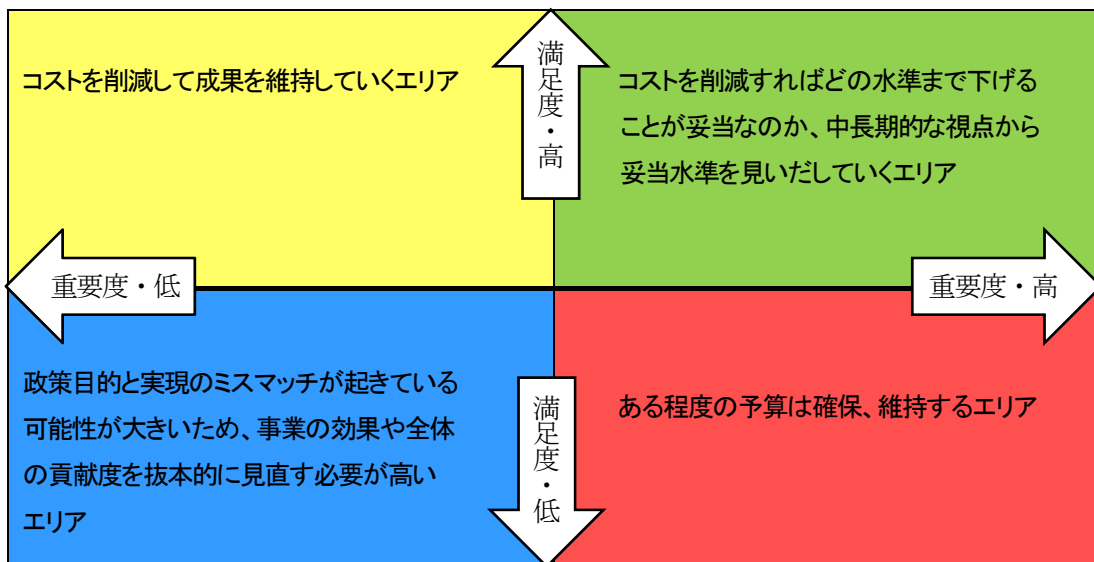 コストを削減して成果を維持していくエリア
満足度・高
コストを削減すればどの水準まで下げる
ことが妥当なのか、中長期的な視点から
妥当水準を見いだしていくエリア
重要度・低
重要度・高
政策目的と実現のミスマッチが起きている
可能性が大きいため、事業の効果や全体
の貢献度を抜本的に見直す必要が高い
エリア
満足度・低
ある程度の予算は確保、維持するエリア